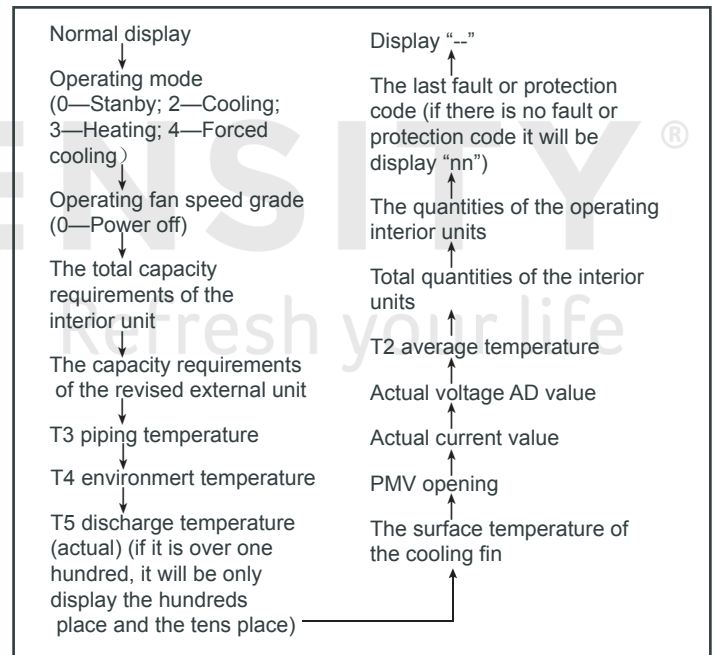 Normal display
Operating mode
(0—Stanby; 2—Cooling;
3—Heating; 4—Forced
cooling）
Operating fan speed grade
(0—Power off)
The total capacity
requirements of the
interior unit
The capacity requirements
of the revised external unit
T3 piping temperature
T4 environmert temperature
T5 discharge temperature
(actual) (if it is over one
hundred, it will be only
display the hundreds
place and the tens place)
The surface temperature of
the cooling fin
PMV opening
Actual current value
Actual voltage AD value
T2 average temperature
Total quantities of the interior
units
The quantities of the operating
interior units
The last fault or protection
code (if there is no fault or
protection code it will be
display “nn”)
Display “--”
ENSITY ®
Refresh your life